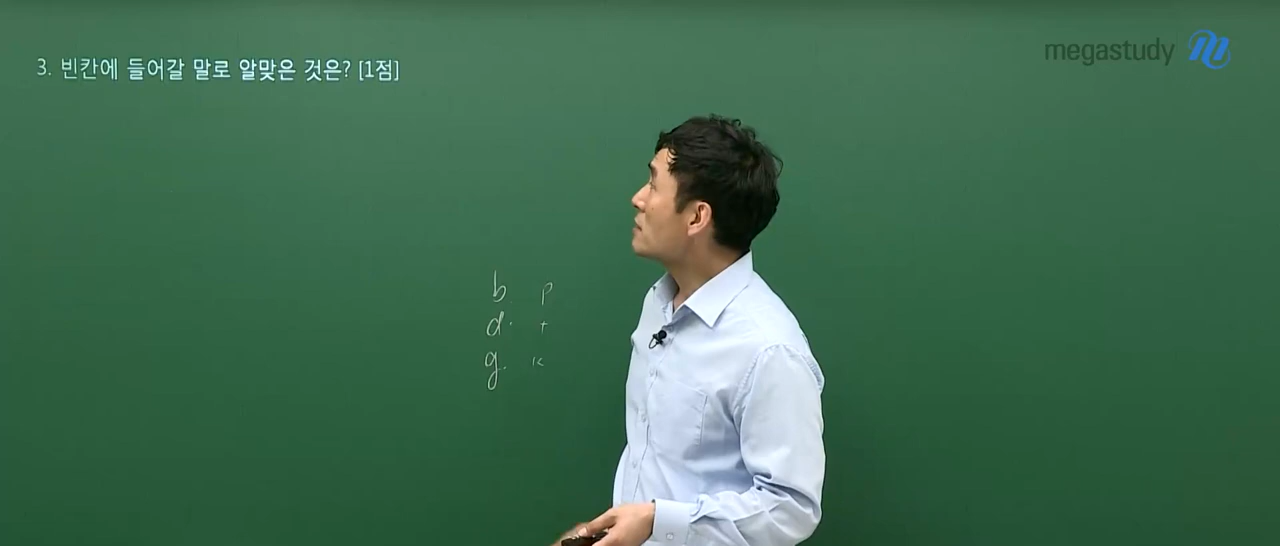 megastudy
3. 빈칸에 들어갈 말로 알맞은 것은? [1점]
b. p
d. t
g. k